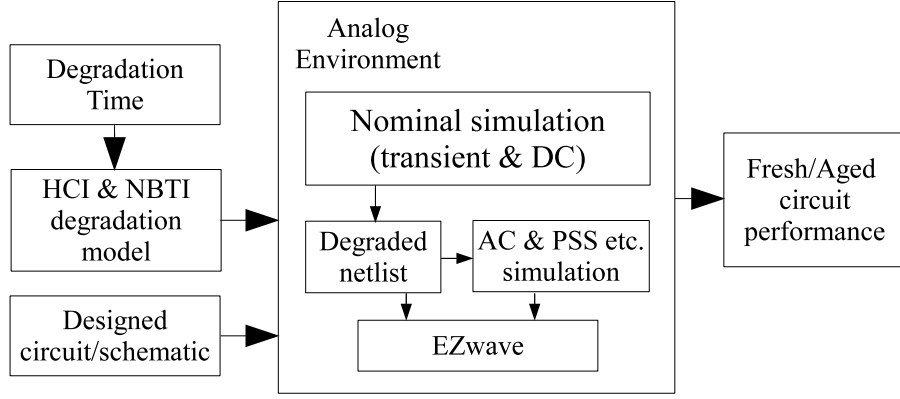 Degradation
Time
HCI & NBTI
degradation
model
Designed
circuit/schematic
Analog
Environment
Nominal simulation
(transient & DC)
Degraded
netlist
AC & PSS etc.
simulation
EZwave
Fresh/Aged
circuit
performance